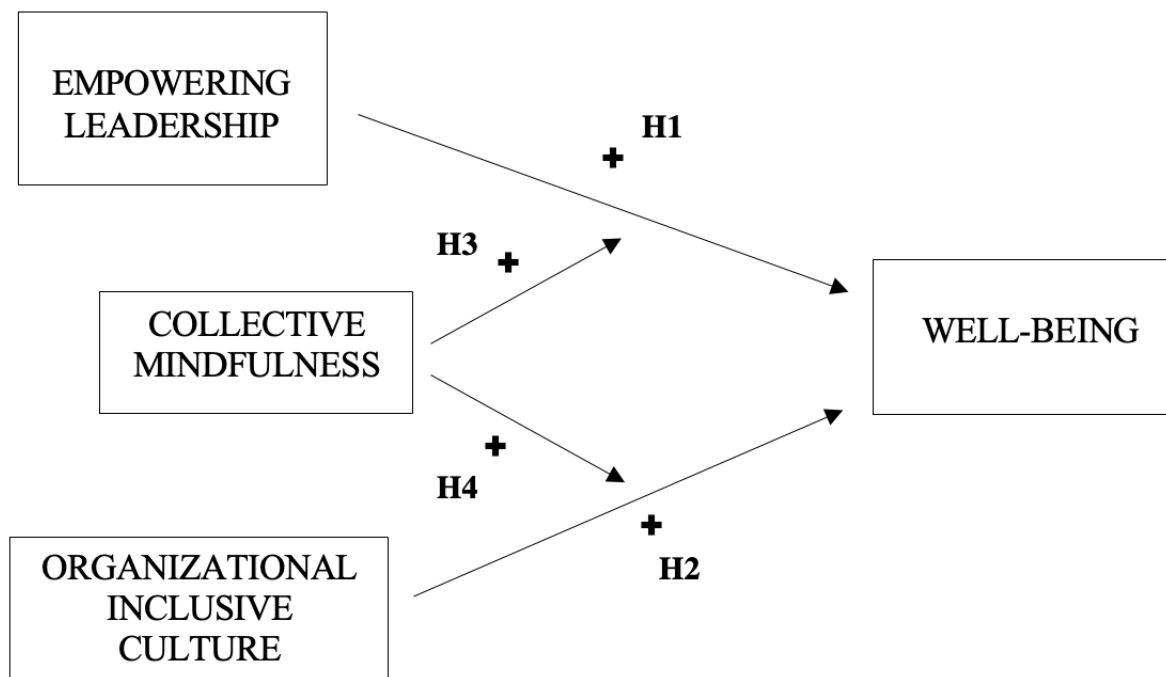 EMPOWERING
LEADERSHIP
H1
+
H3
+
COLLECTIVE
MINDFULNESS
WELL-BEING
+
H4
+
H2
ORGANIZATIONAL
INCLUSIVE
CULTURE